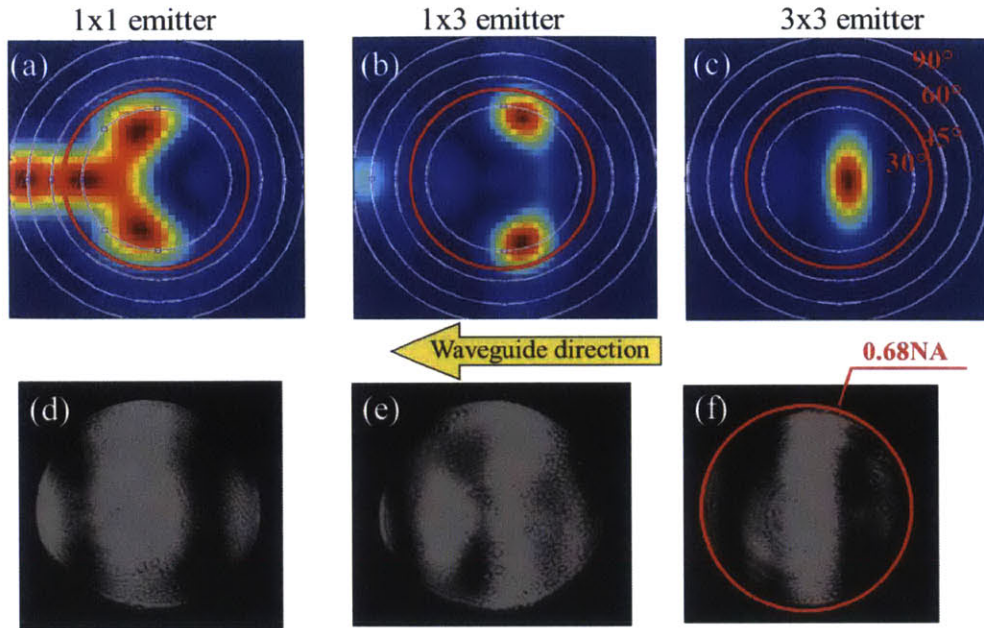 1x1 emitter
1x3 emitter
3x3 emitter
(a)
(b)
(c)
90°
60°
45°
30°
Waveguide direction
0.68NA
(d)
(e)
(f)